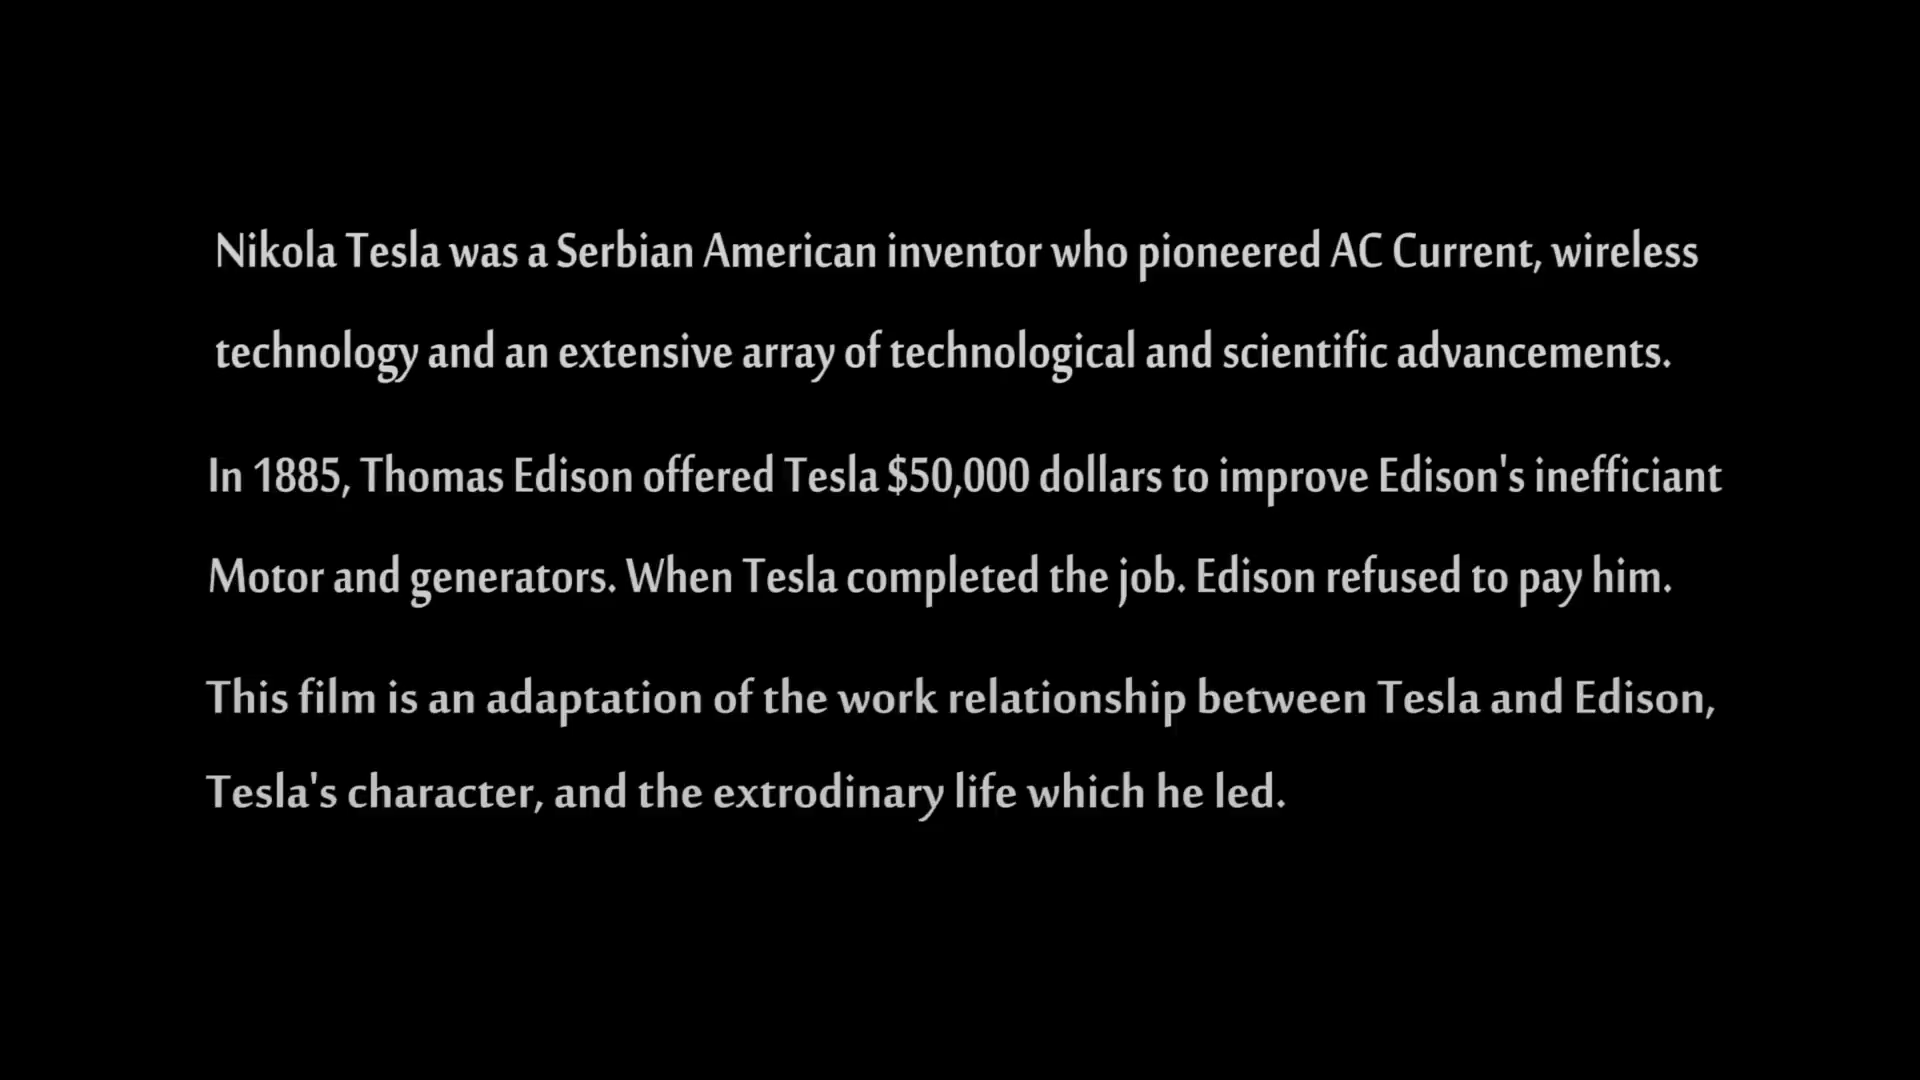 Nikola Tesla was a Serbian American inventor who pioneered AC Current, wireless
technology and an extensive array of technological and scientific advancements.
In 1885, Thomas Edison offered Tesla $50,000 dollars to improve Edison's inefficiant
Motor and generators. When Tesla completed the job. Edison refused to pay him.
This film is an adaptation of the work relationship between Tesla and Edison,
Tesla's character, and the extrodinary life which he led.